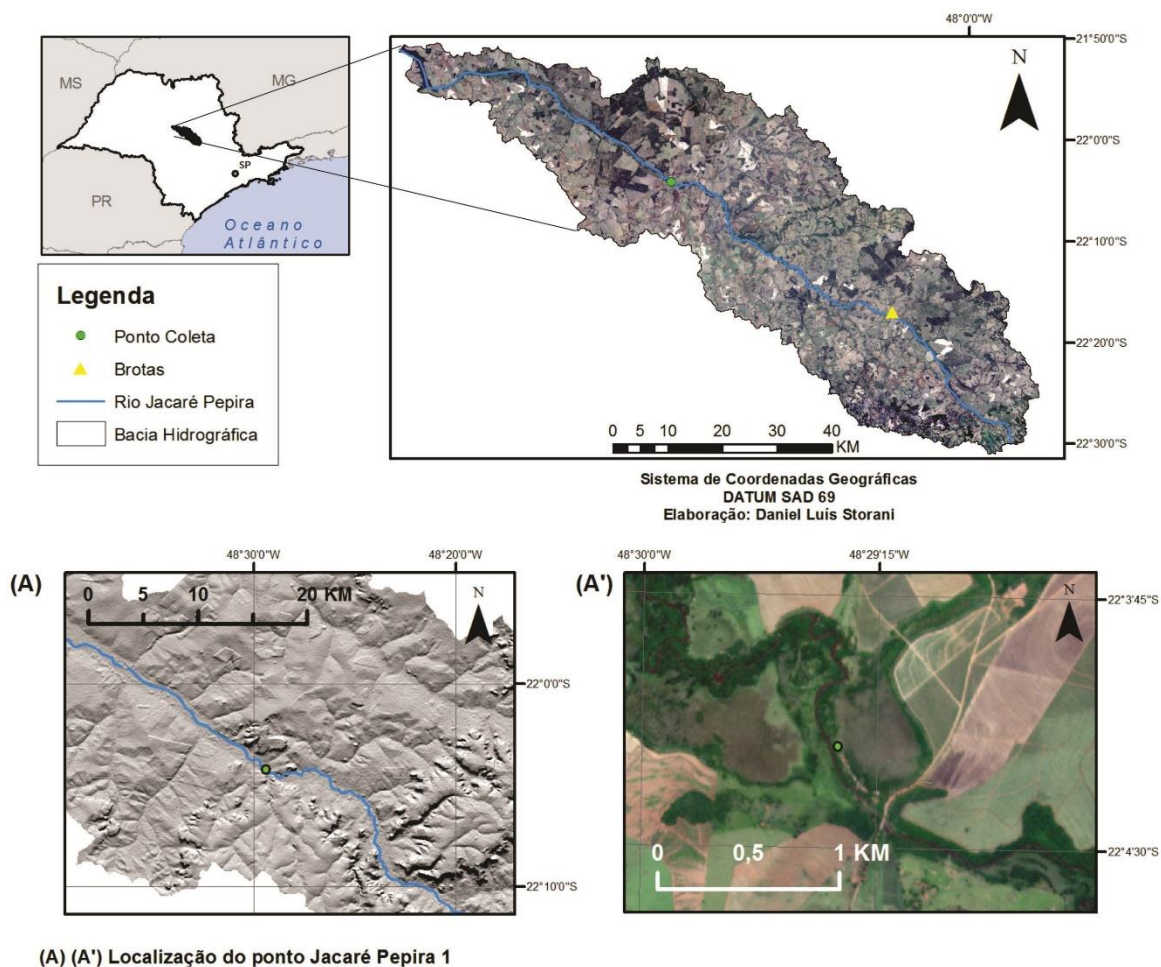 48°0'0"W
21°50'0"S
MS
MG
N
22°0'0"S
SP
PR
Oceano
Atlântico
22°10'0"S
Legenda
Ponto Coleta
Brotas
22°20'0"S
Rio Jacaré Pepira
0 5 10 20 30 40
KM
Bacia Hidrográfica
22°30'0"S
Sistema de Coordenadas Geográficas
DATUM SAD 69
Elaboração: Daniel Luís Storani
(A)
48°30'0"W
48°20'0"W
0 5 10 20 KM
N
22°0'0"S
22°10'0"S
(A')
48°30'0"W
48°29'15"W
N
22°3'45"S
0 0,5 1 KM
22°4'30"S
(A) (A') Localização do ponto Jacaré Pepira 1